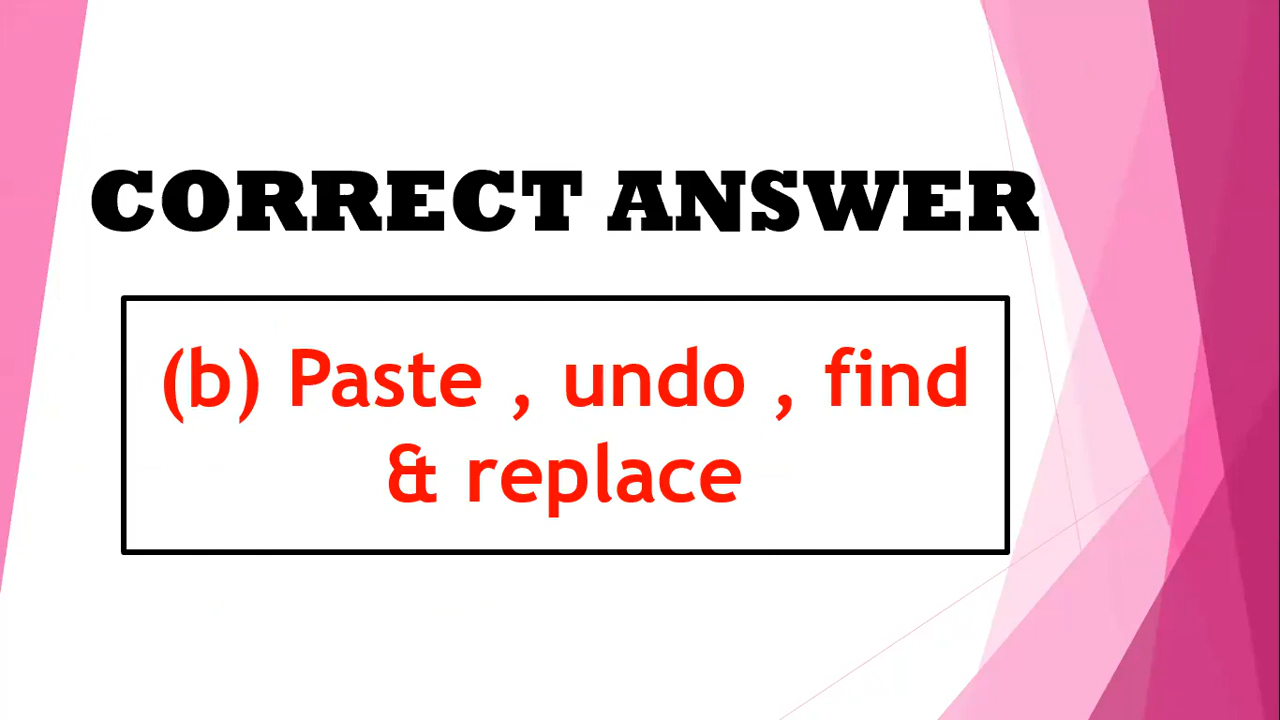 CORRECT ANSWER
(b) Paste , undo , find
& replace